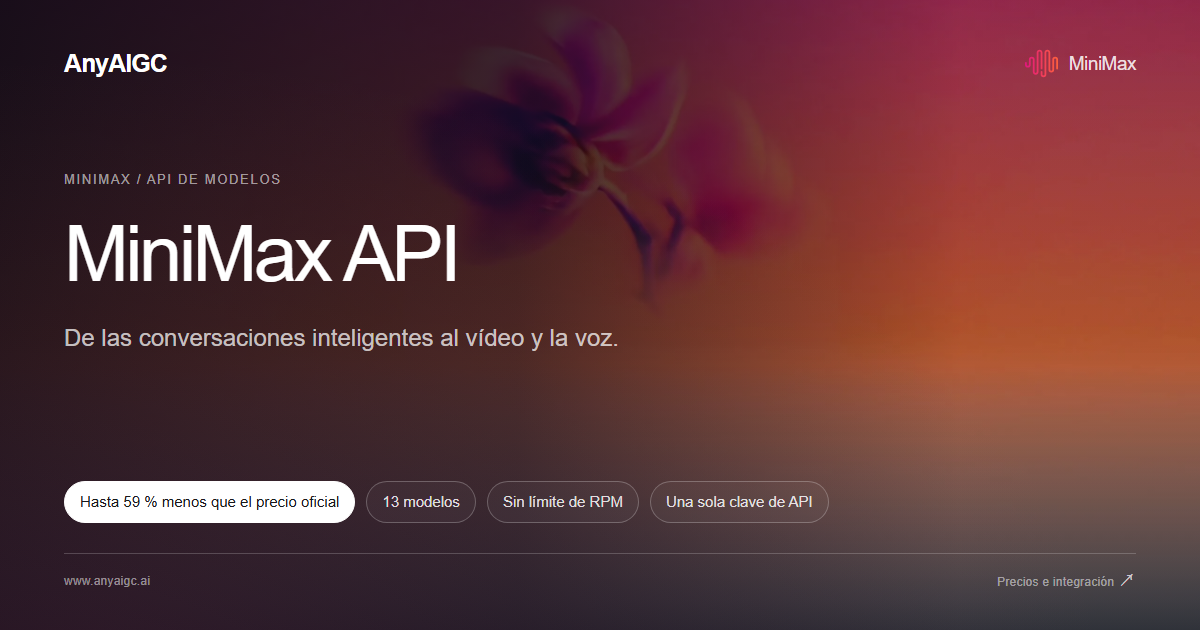 AnyAIGC
MiniMax
MINIMAX / API DE MODELOS
MiniMax API
De las conversaciones inteligentes al vídeo y la voz.
Hasta 59 % menos que el precio oficial
13 modelos
Sin límite de RPM
Una sola clave de API
www.anyaigc.ai
Precios e integración